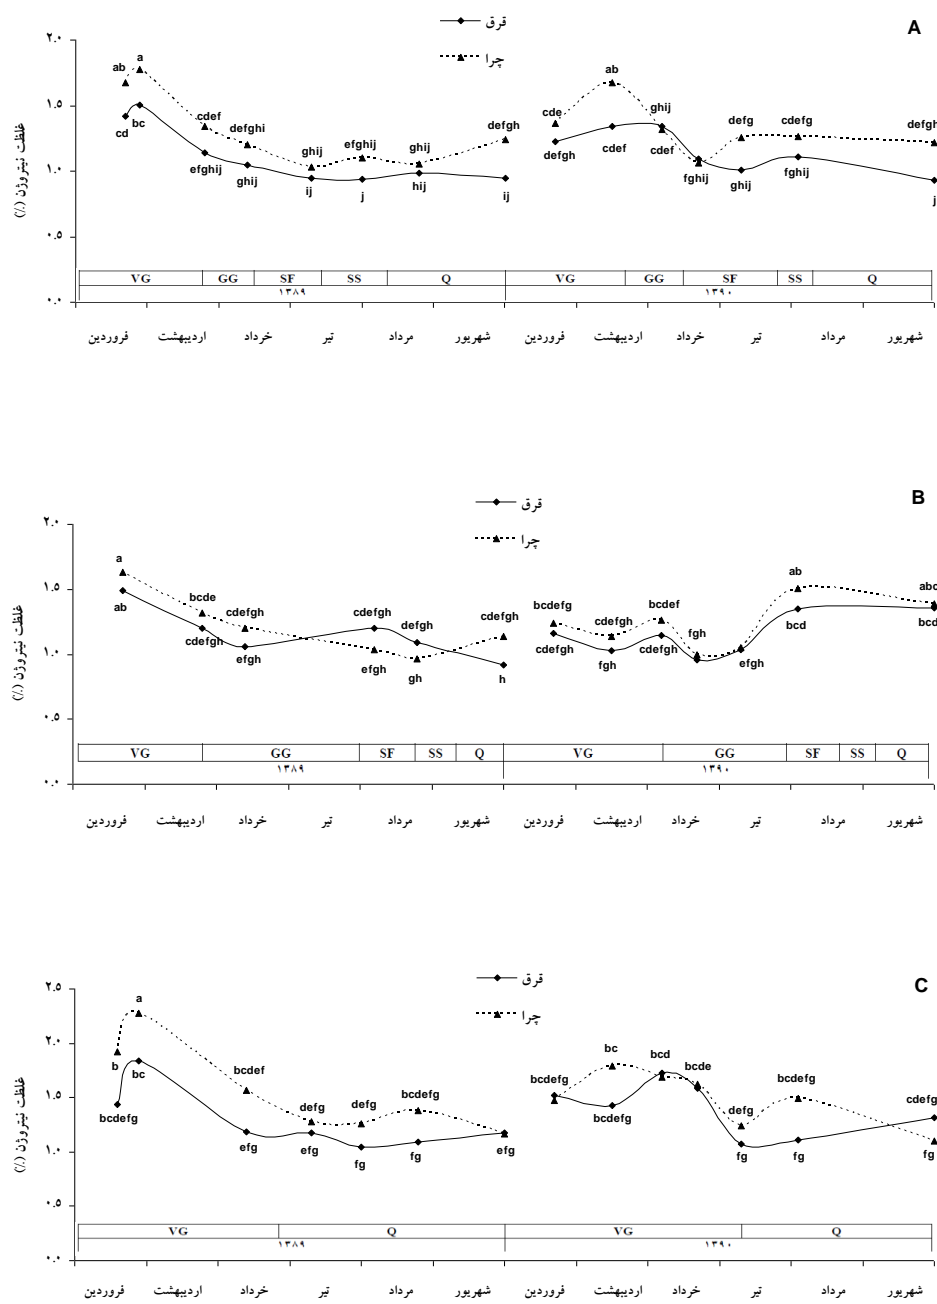 قرق
A
چرا
۲.۰
۱.۵
۱.۰
۰.۵
۰.۰
غلظت نیتروژن (٪)
ab a cdef defghi ghij efghij ghij defgh cde ab ghij defg cdefg defgh
cd bc efghij ghij ij j hij ij defgh cdef cdef fghij ghij fghij j
VG GG SF SS Q VG GG SF SS Q
۱۳۸۹ ۱۳۹۰
فروردین اردیبهشت خرداد تیر مرداد شهریور فروردین اردیبهشت خرداد تیر مرداد شهریور
قرق
B
چرا
۲.۰
۱.۵
۱.۰
۰.۵
۰.۰
غلظت نیتروژن (٪)
a bcde cdefgh cdefgh defgh cdefgh bcdefg cdefgh bcdef fgh ab abc
ab cdefgh efgh efgh gh h cdefgh fgh cdefgh efgh bcd bcd
VG GG SF SS Q VG GG SF SS Q
۱۳۸۹ ۱۳۹۰
فروردین اردیبهشت خرداد تیر مرداد شهریور فروردین اردیبهشت خرداد تیر مرداد شهریور
قرق
C
چرا
۲.۵
۲.۰
۱.۵
۱.۰
۰.۵
۰.۰
غلظت نیتروژن (٪)
a bcdef defg defg bcdefg bcdefg bc bcd bcde defg bcdefg cdefg
b bc bcdefg efg efg fg fg efg bcdefg fg fg fg
VG Q VG Q
۱۳۸۹ ۱۳۹۰
فروردین اردیبهشت خرداد تیر مرداد شهریور فروردین اردیبهشت خرداد تیر مرداد شهریور